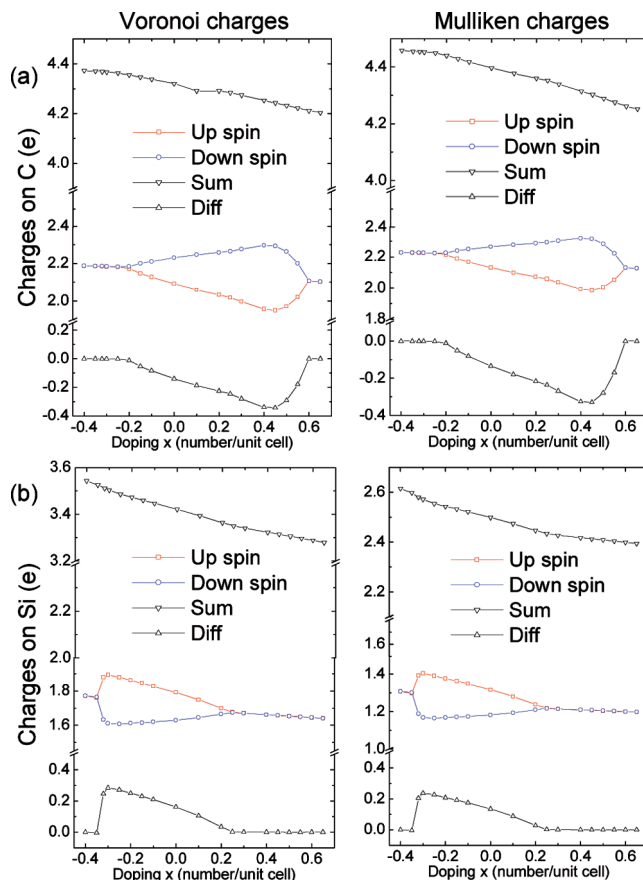 Voronoi charges
Mulliken charges
(a)
Charges on C (e)
4.4
4.2
4.0
2.2
2.1
2.0
0.0
-0.2
-0.4
Up spin
Down spin
Sum
Diff
-0.4 -0.2 0.0 0.2 0.4 0.6
Doping x (number/unit cell)
4.4
4.2
4.0
2.4
2.2
2.0
1.8
0.0
-0.2
-0.4
Up spin
Down spin
Sum
Diff
-0.4 -0.2 0.0 0.2 0.4 0.6
Doping x (number/unit cell)
(b)
Charges on Si (e)
3.6
3.4
3.2
2.2
2.0
1.8
1.6
0.4
0.2
0.0
Up spin
Down spin
Sum
Diff
-0.4 -0.2 0.0 0.2 0.4 0.6
Doping x (number/unit cell)
2.6
2.4
2.2
1.6
1.4
1.2
1.0
0.4
0.2
0.0
Up spin
Down spin
Sum
Diff
-0.4 -0.2 0.0 0.2 0.4 0.6
Doping x (number/unit cell)